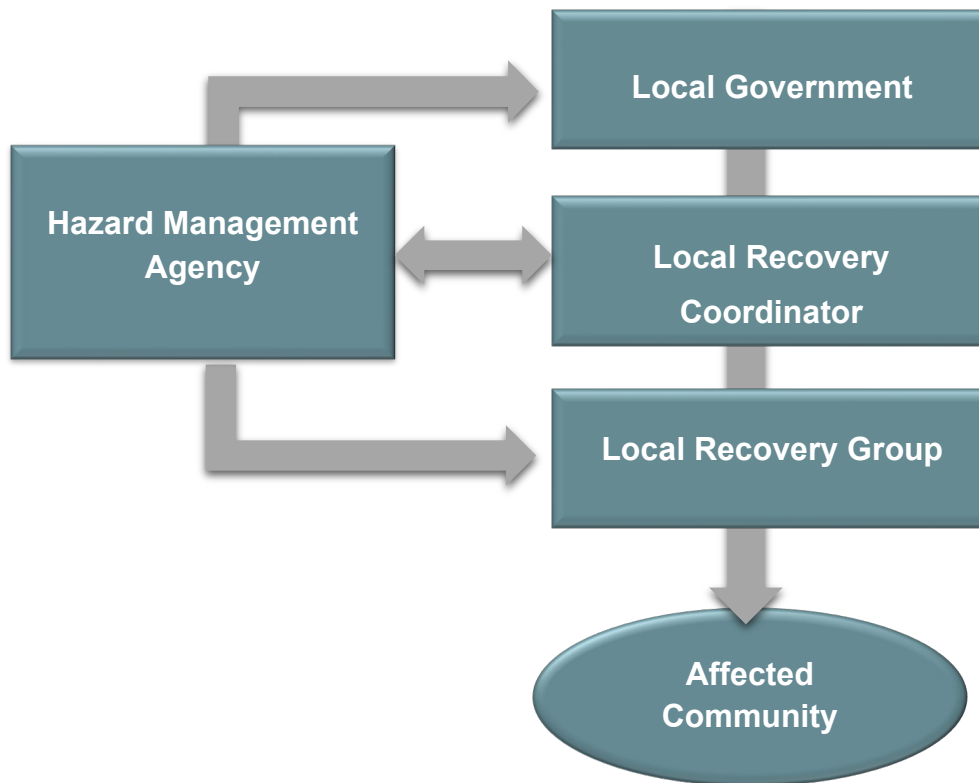 Local Government
Hazard Management
Agency
Local Recovery
Coordinator
Local Recovery Group
Affected
Community